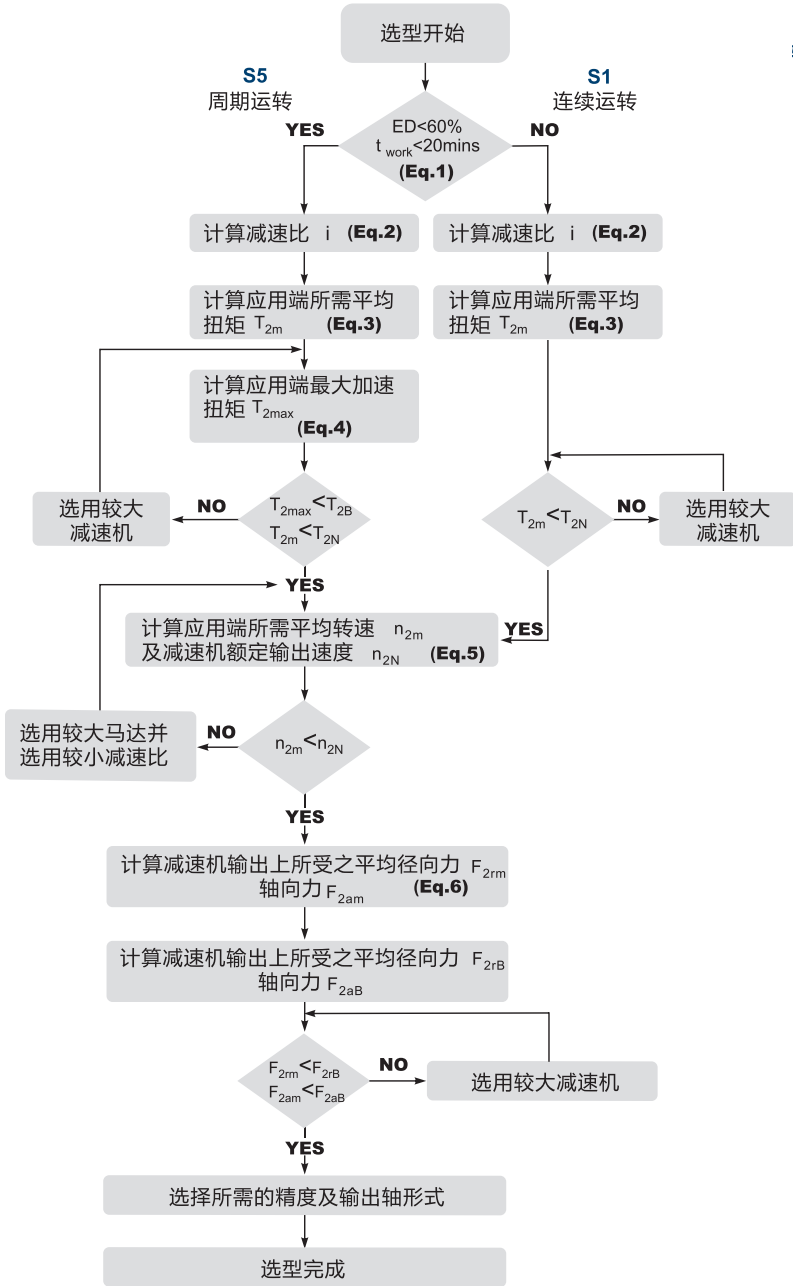 选型开始
S5
周期运转
S1
连续运转
YES
NO
ED<60%
t work<20mins
(Eq.1)
计算减速比 i (Eq.2)
计算减速比 i (Eq.2)
计算应用端所需平均
扭矩 T2m (Eq.3)
计算应用端所需平均
扭矩 T2m (Eq.3)
计算应用端最大加速
扭矩 T2max
(Eq.4)
选用较大
减速机
NO
T2max<T2B
T2m<T2N
T2m<T2N
NO
选用较大
减速机
YES
YES
计算应用端所需平均转速 n2m
及减速机额定输出速度 n2N (Eq.5)
选用较大马达并
选用较小减速比
NO
n2m<n2N
YES
计算减速机输出上所受之平均径向力 F2rm
轴向力 F2am (Eq.6)
计算减速机输出上所受之平均径向力 F2rB
轴向力 F2aB
F2rm<F2rB
F2am<F2aB
NO
选用较大减速机
YES
选择所需的精度及输出轴形式
选型完成